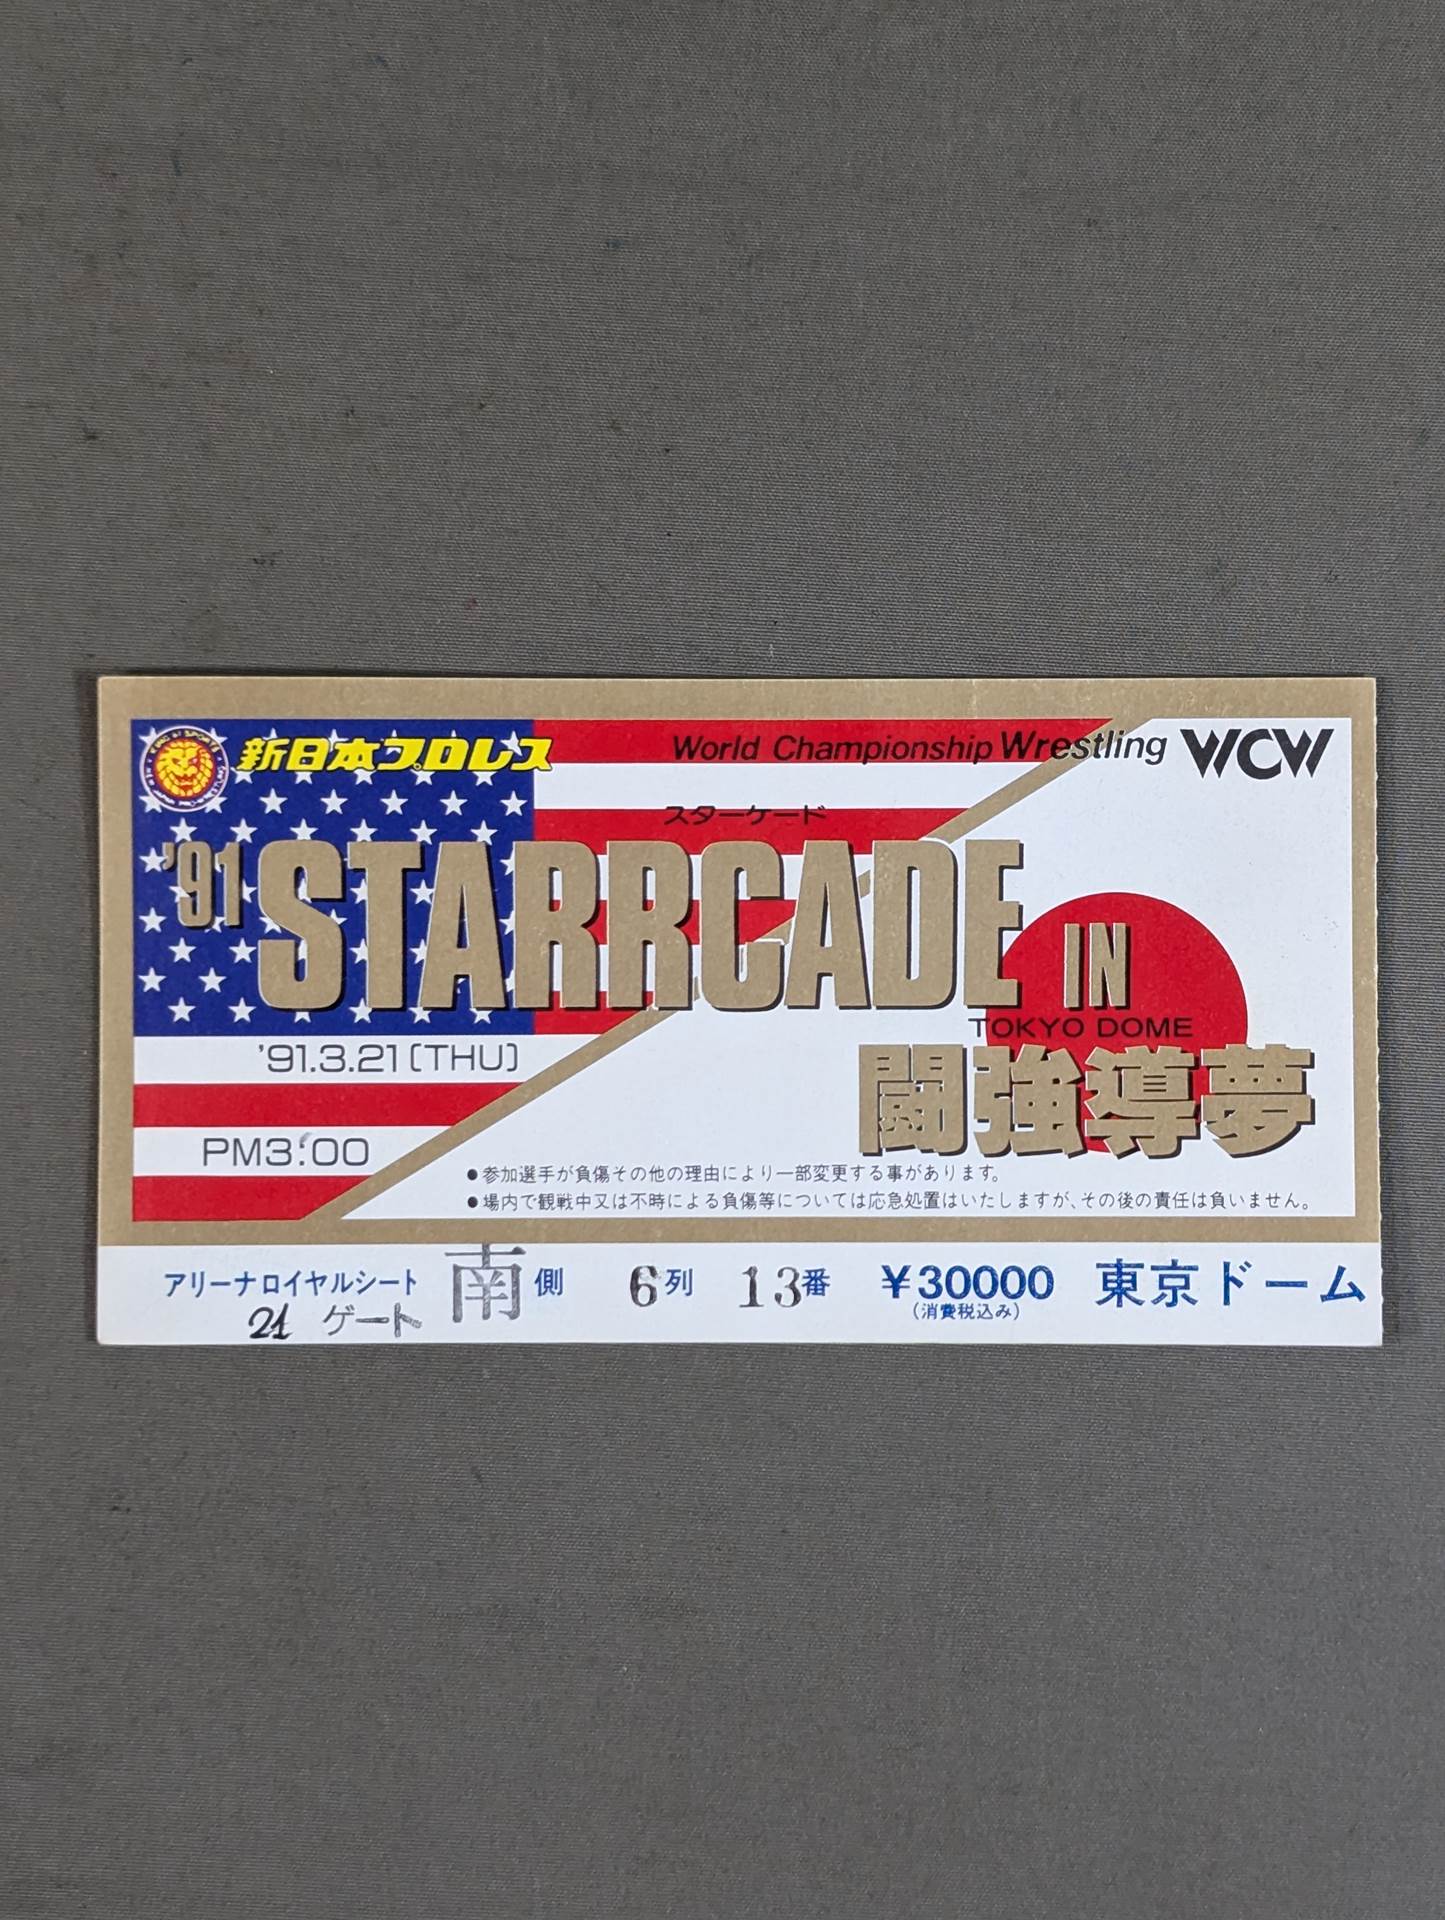 新日本プロレス
World Championship Wrestling WCW
スターケード
'91 STARRCADE IN
TOKYO DOME
闘強導夢
'91.3.21(THU)
PM3:00
●参加選手が負傷その他の理由により一部変更する事があります。
●場内で観戦中又は不時による負傷等については応急処置はいたしますが、その後の責任は負いません。
アリーナロイヤルシート 南側 6列 13番 ¥30000 東京ドーム
(消費税込み)
21 ゲート